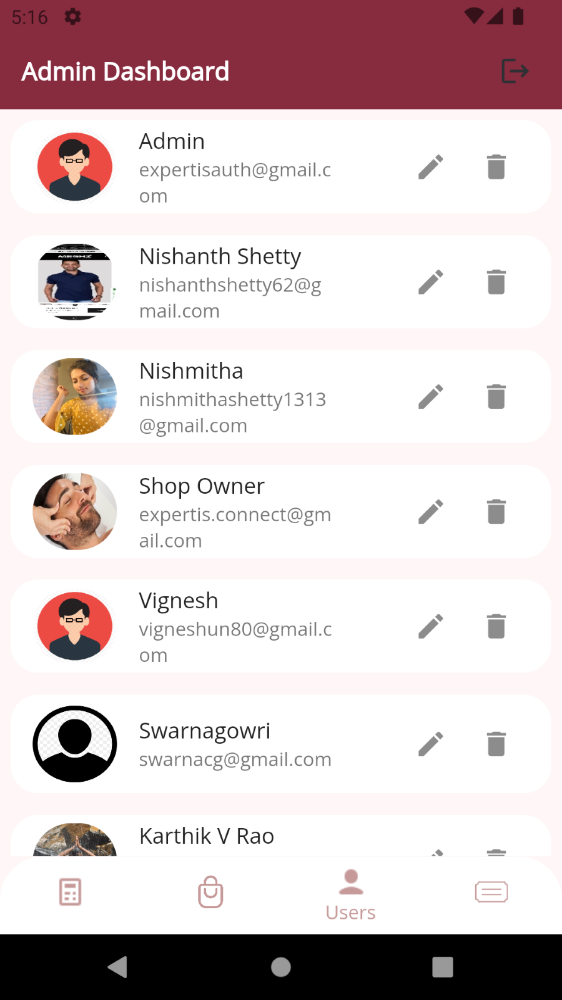 5:16
Admin Dashboard
Admin
expertisauth@gmail.c
om
MESHZ
Nishanth Shetty
nishanthshetty62@g
mail.com
Nishmitha
nishmithashetty1313
@gmail.com
Shop Owner
expertis.connect@gm
ail.com
Vignesh
vigneshun80@gmail.c
om
Swarnagowri
swarnacg@gmail.com
Karthik V Rao
Users